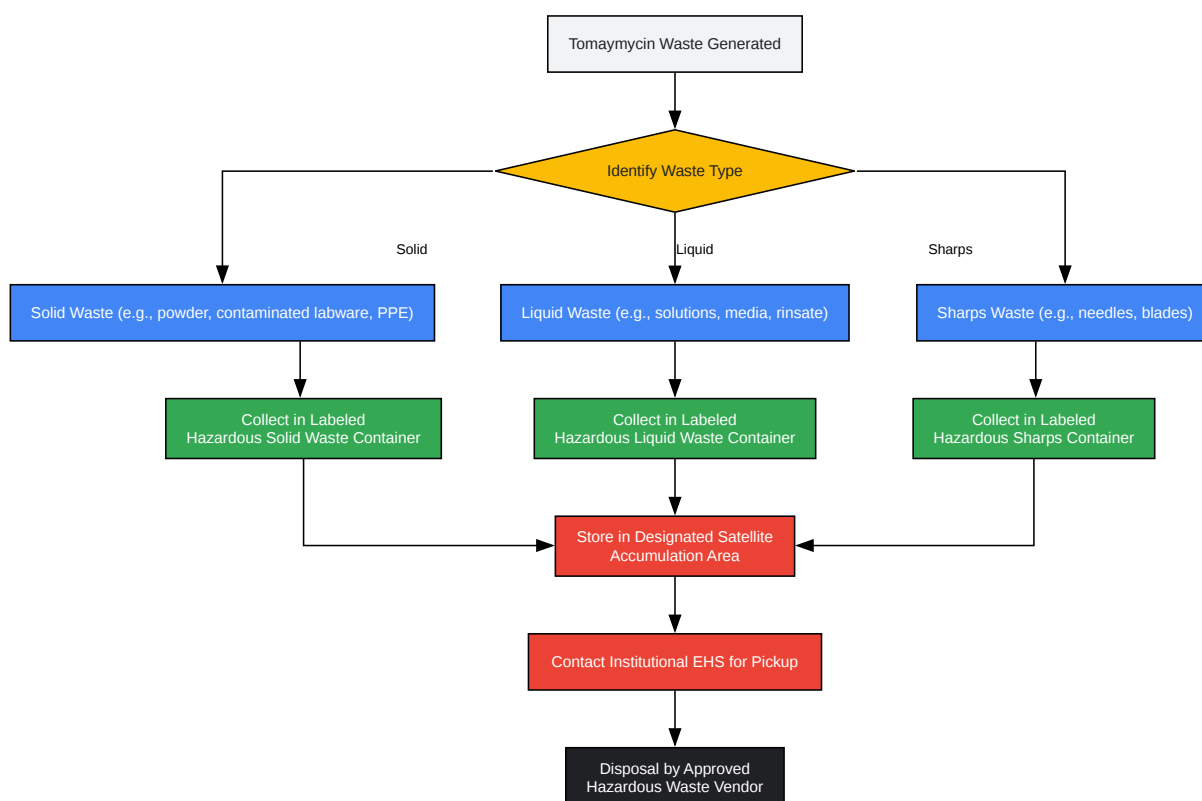 Tomaymycin Waste Generated
Identify Waste Type
Solid
Liquid
Sharps
Solid Waste (e.g., powder, contaminated labware, PPE)
Liquid Waste (e.g., solutions, media, rinsate)
Sharps Waste (e.g., needles, blades)
Collect in Labeled
Hazardous Solid Waste Container
Collect in Labeled
Hazardous Liquid Waste Container
Collect in Labeled
Hazardous Sharps Container
Store in Designated Satellite
Accumulation Area
Contact Institutional EHS for Pickup
Disposal by Approved
Hazardous Waste Vendor